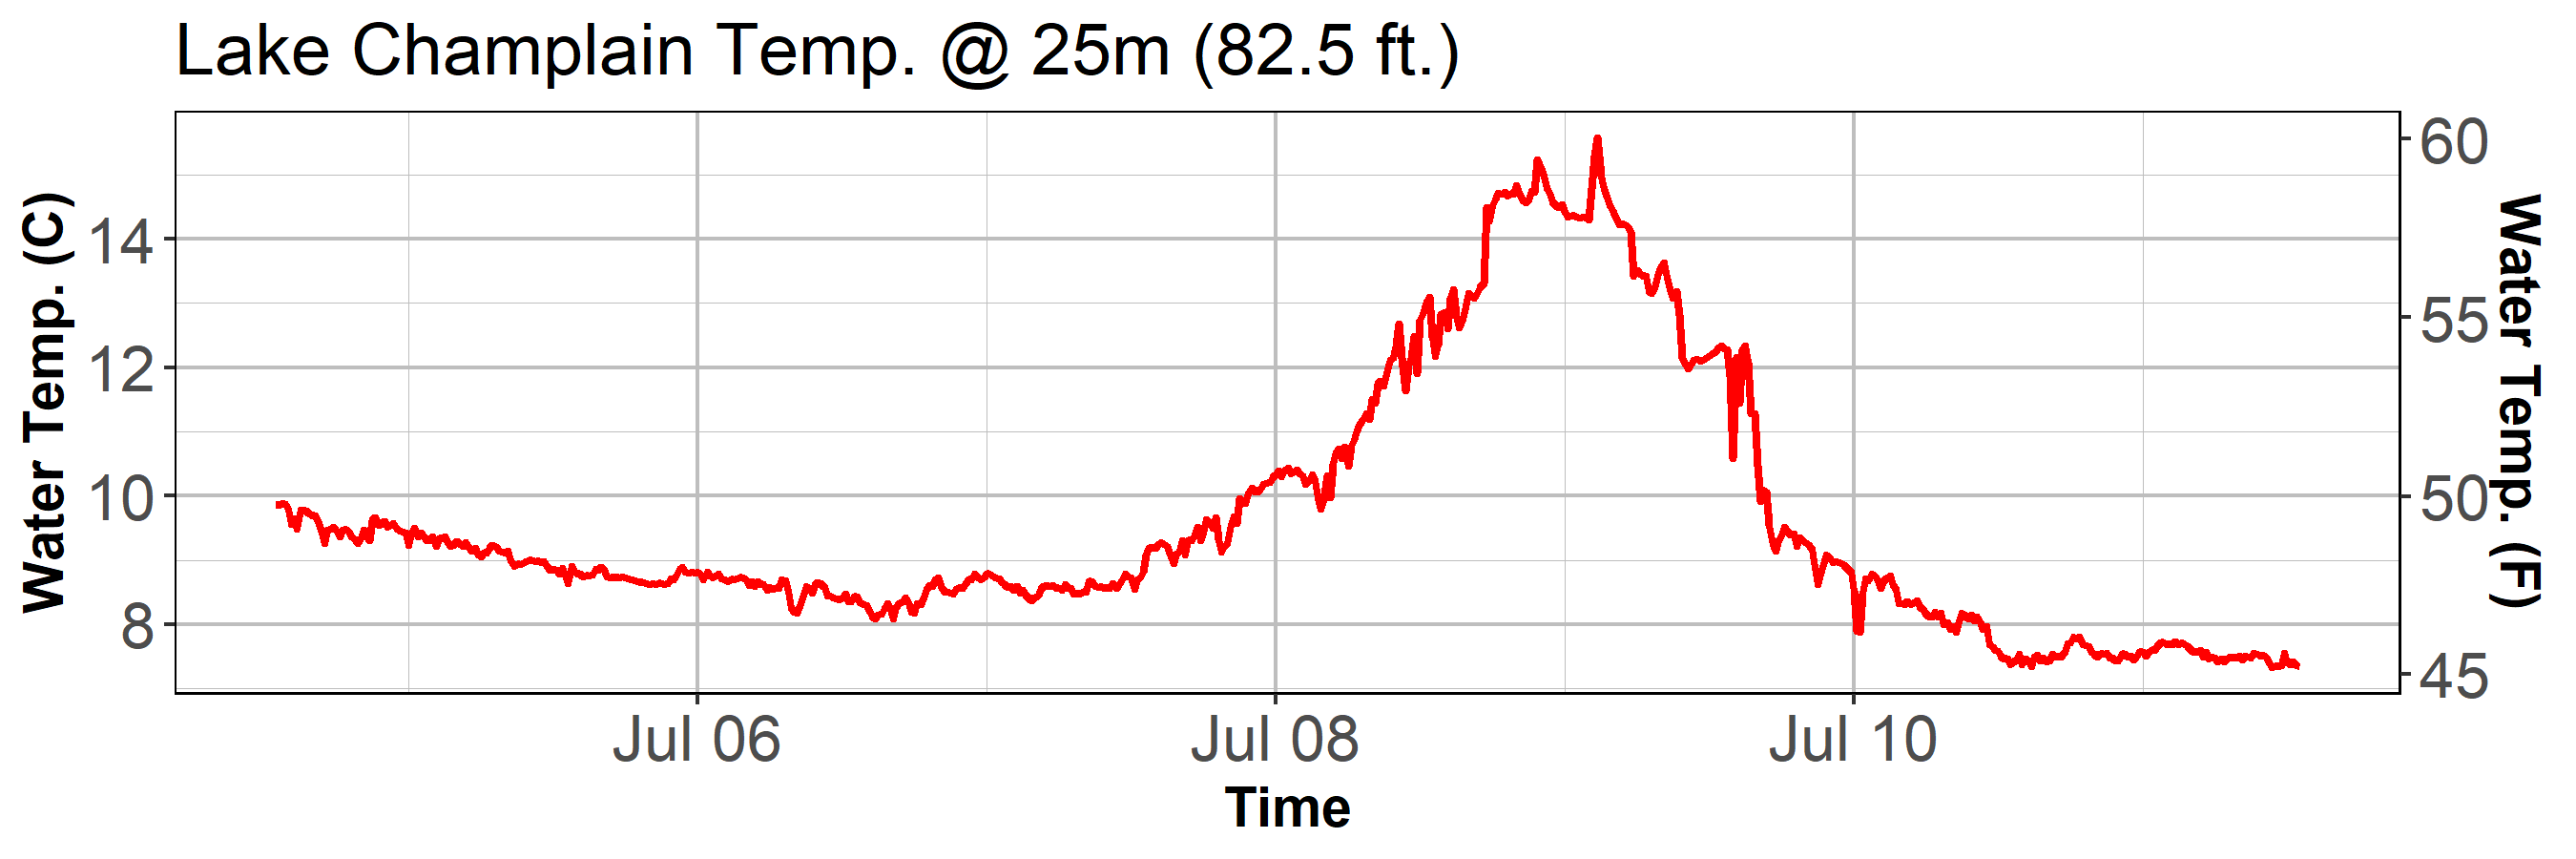 Lake Champlain Temp. @ 25m (82.5 ft.)
Water Temp. (C)
14
12
10
8
60
55
50
45
Water Temp. (F)
Jul 06
Jul 08
Jul 10
Time